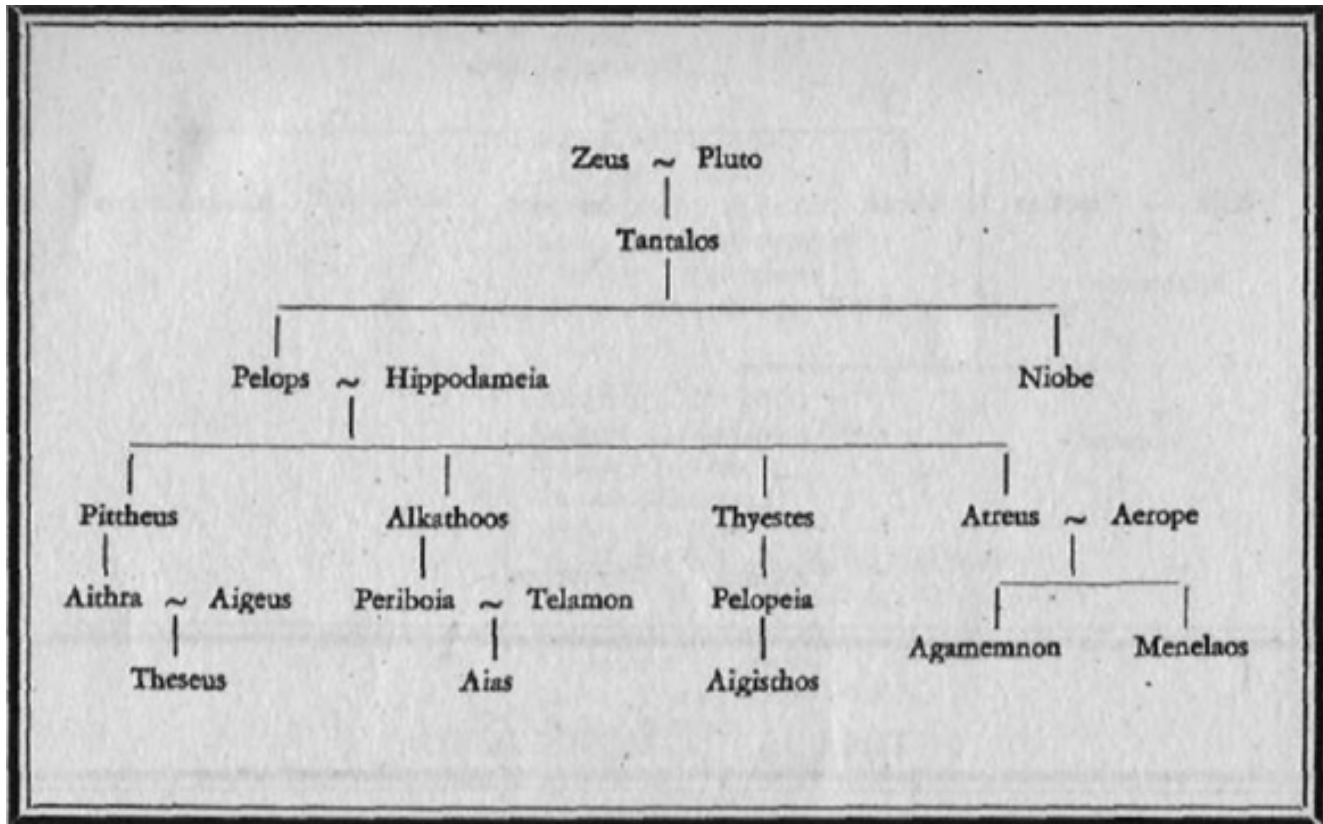 Zeus ~ Pluto
Tantalos
Pelops ~ Hippodameia Niobe
Pittheus Alkathoos Thyestes Atreus ~ Aerope
Aithra ~ Aigeus Periboia ~ Telamon Pelopeia
Agamemnon Menelaos
Theseus Aias Aigisthos